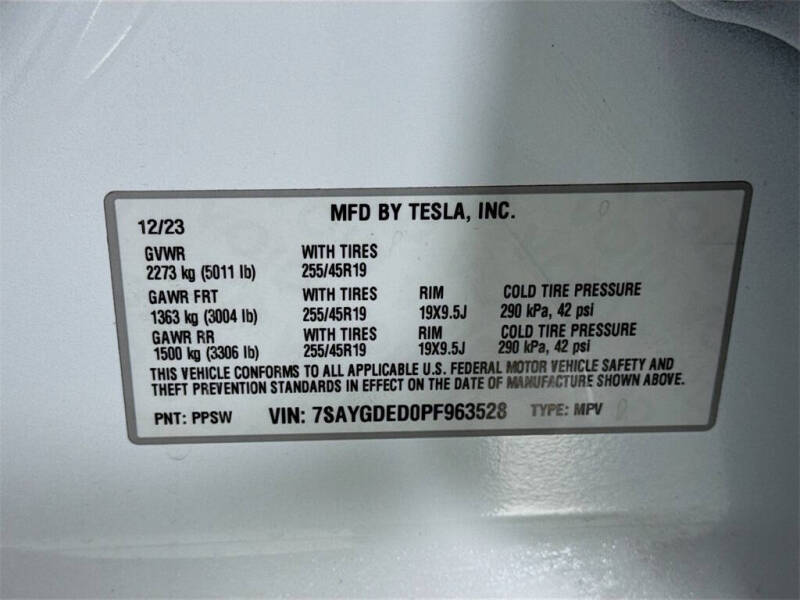 MFD BY TESLA, INC.
12/23
GVWR WITH TIRES
2273 kg (5011 lb) 255/45R19
GAWR FRT WITH TIRES RIM COLD TIRE PRESSURE
1363 kg (3004 lb) 255/45R19 19X9.5J 290 kPa, 42 psi
GAWR RR WITH TIRES RIM COLD TIRE PRESSURE
1500 kg (3306 lb) 255/45R19 19X9.5J 290 kPa, 42 psi
THIS VEHICLE CONFORMS TO ALL APPLICABLE U.S. FEDERAL MOTOR VEHICLE SAFETY AND
THEFT PREVENTION STANDARDS IN EFFECT ON THE DATE OF MANUFACTURE SHOWN ABOVE.
PNT: PPSW VIN: 7SAYGDED0PF963528 TYPE: MPV